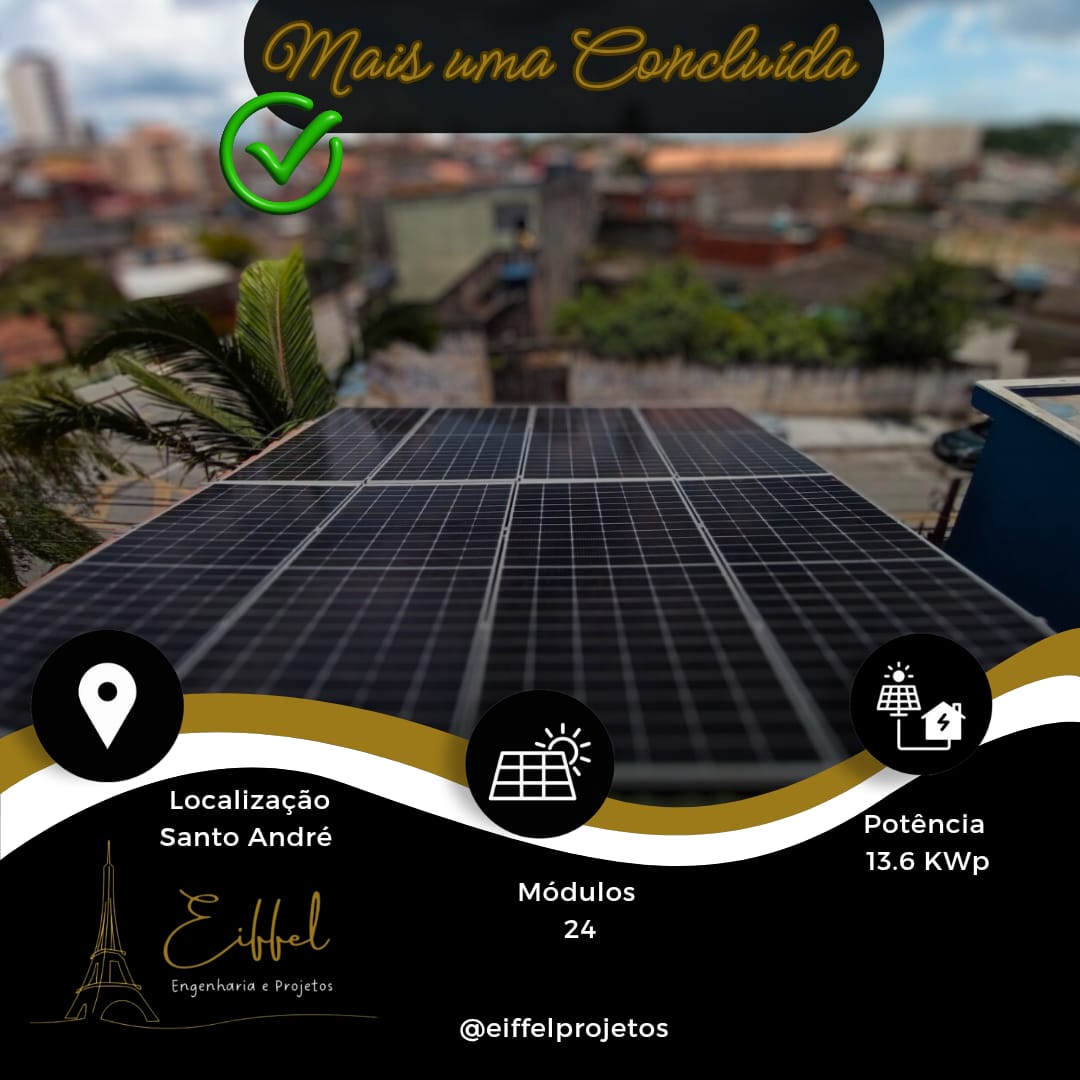 Mais uma Concluída
Localização
Santo André
Potência
13.6 KWp
Módulos
24
Eiffel
Engenharia e Projetos
@eiffelprojetos